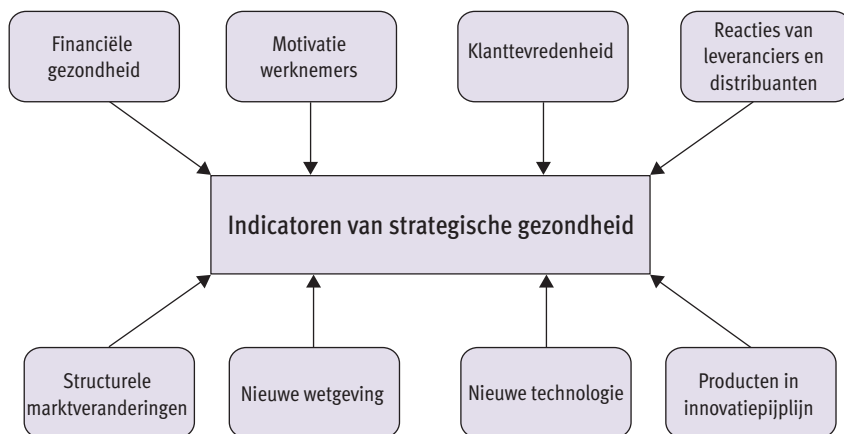 Financiële
gezondheid
Motivatie
werknemers
Klanttevredenheid
Reacties van
leveranciers en
distribuanten
Indicatoren van strategische gezondheid
Structurele
marktveranderingen
Nieuwe wetgeving
Nieuwe technologie
Producten in
innovatiepijplijn